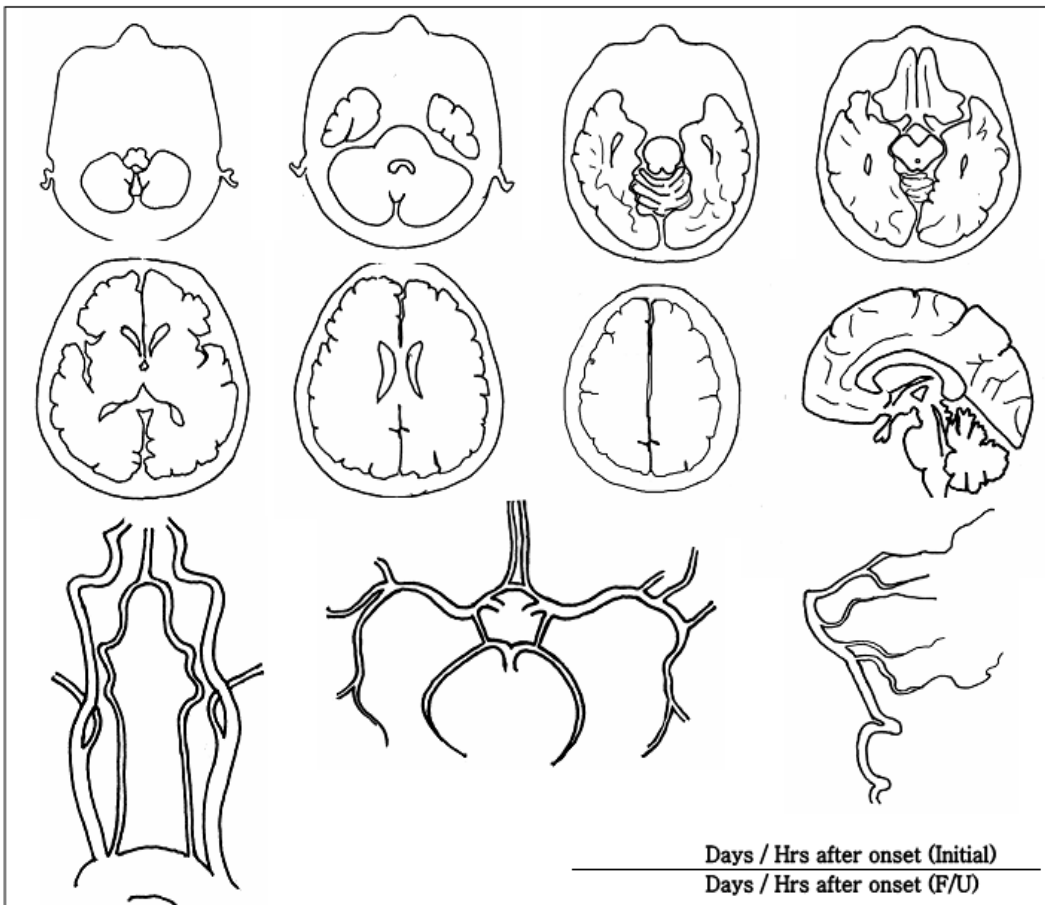 Days / Hrs after onset (Initial)
Days / Hrs after onset (F/U)